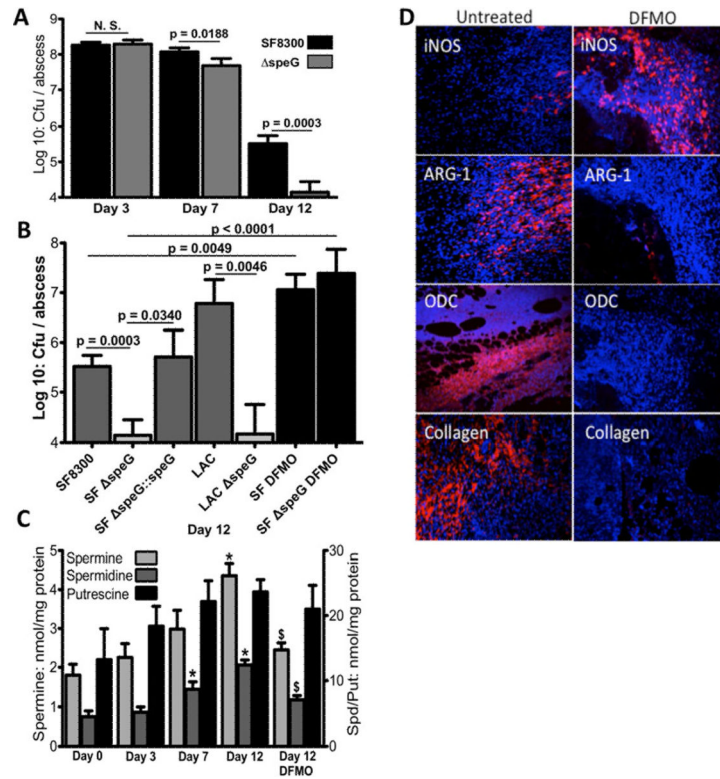 A
N. S.
p = 0.0188
p = 0.0003
SF8300
ΔspeG
Log 10: Cfu / abscess
9
8
7
6
5
4
Day 3
Day 7
Day 12
B
p < 0.0001
p = 0.0049
p = 0.0046
p = 0.0340
p = 0.0003
Log 10: Cfu / abscess
8
7
6
5
4
SF8300
SF ΔspeG
SF ΔspeG::speG
LAC
LAC ΔspeG
SF DFMO
SF ΔspeG DFMO
Day 12
C
Spermine
Spermidine
Putrescine
Spermine: nmol/mg protein
5
4
3
2
1
0
* * * $ $
Spd/Put: nmol/mg protein
30
20
10
0
Day 0
Day 3
Day 7
Day 12
Day 12
DFMO
D
Untreated
DFMO
iNOS
iNOS
ARG-1
ARG-1
ODC
ODC
Collagen
Collagen